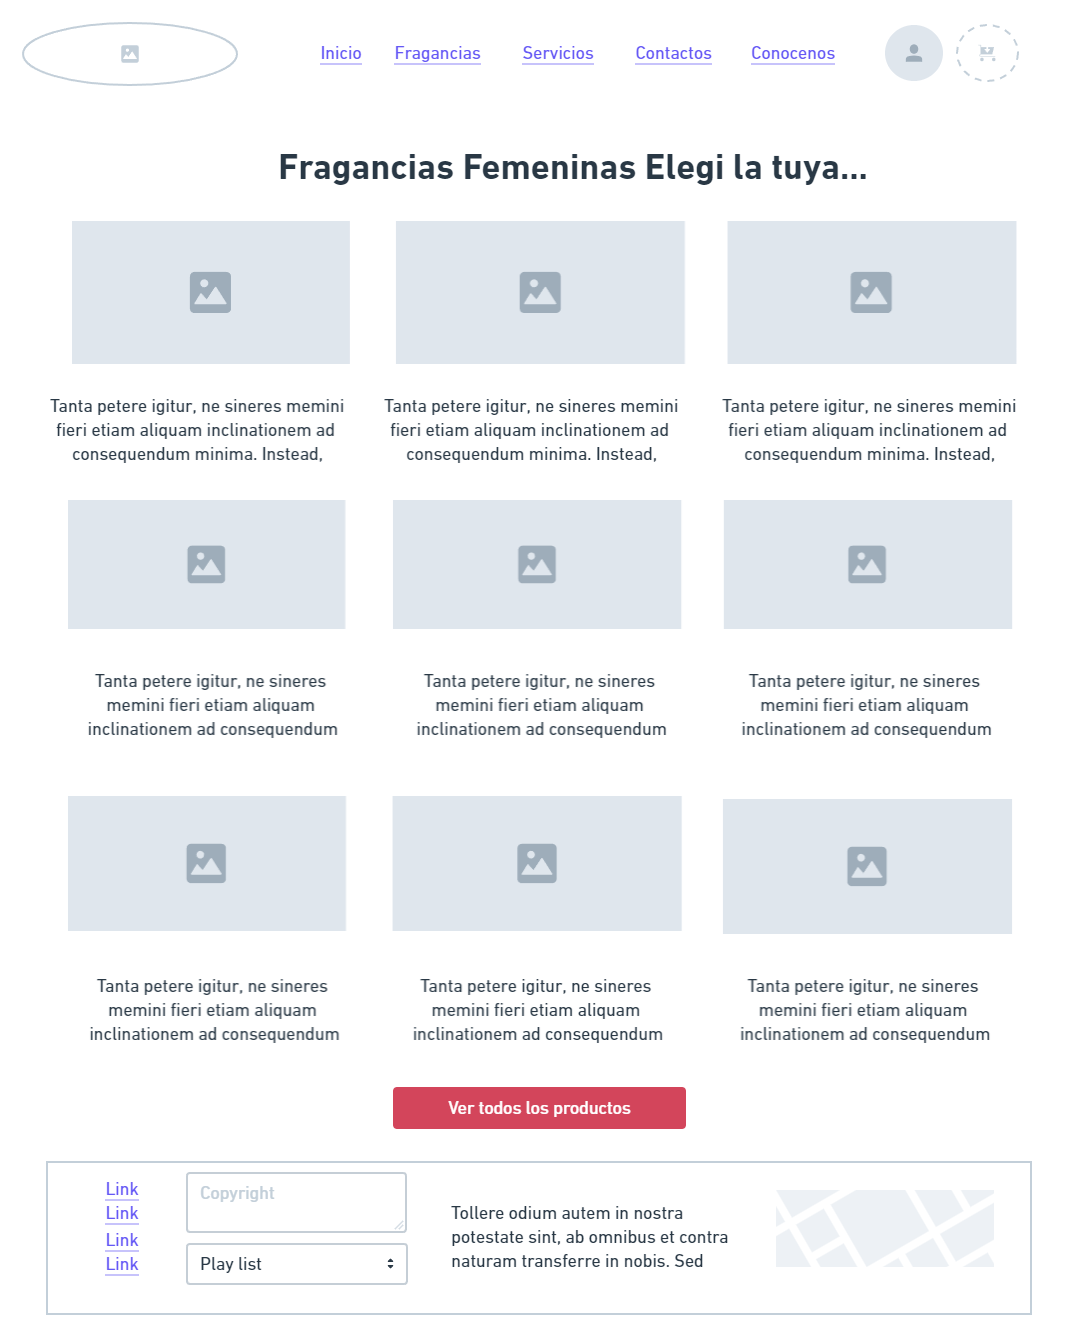 Inicio Fragancias Servicios Contactos Conocenos
Fragancias Femeninas Elegi la tuya...
Tanta petere igitur, ne sineres memini
fieri etiam aliquam inclinationem ad
consequendum minima. Instead,
Tanta petere igitur, ne sineres memini
fieri etiam aliquam inclinationem ad
consequendum minima. Instead,
Tanta petere igitur, ne sineres memini
fieri etiam aliquam inclinationem ad
consequendum minima. Instead,
Tanta petere igitur, ne sineres
memini fieri etiam aliquam
inclinationem ad consequendum
Tanta petere igitur, ne sineres
memini fieri etiam aliquam
inclinationem ad consequendum
Tanta petere igitur, ne sineres
memini fieri etiam aliquam
inclinationem ad consequendum
Tanta petere igitur, ne sineres
memini fieri etiam aliquam
inclinationem ad consequendum
Tanta petere igitur, ne sineres
memini fieri etiam aliquam
inclinationem ad consequendum
Tanta petere igitur, ne sineres
memini fieri etiam aliquam
inclinationem ad consequendum
Ver todos los productos
Link
Link
Link
Link
Copyright
Play list
Tollere odium autem in nostra
potestate sint, ab omnibus et contra
naturam transferre in nobis. Sed